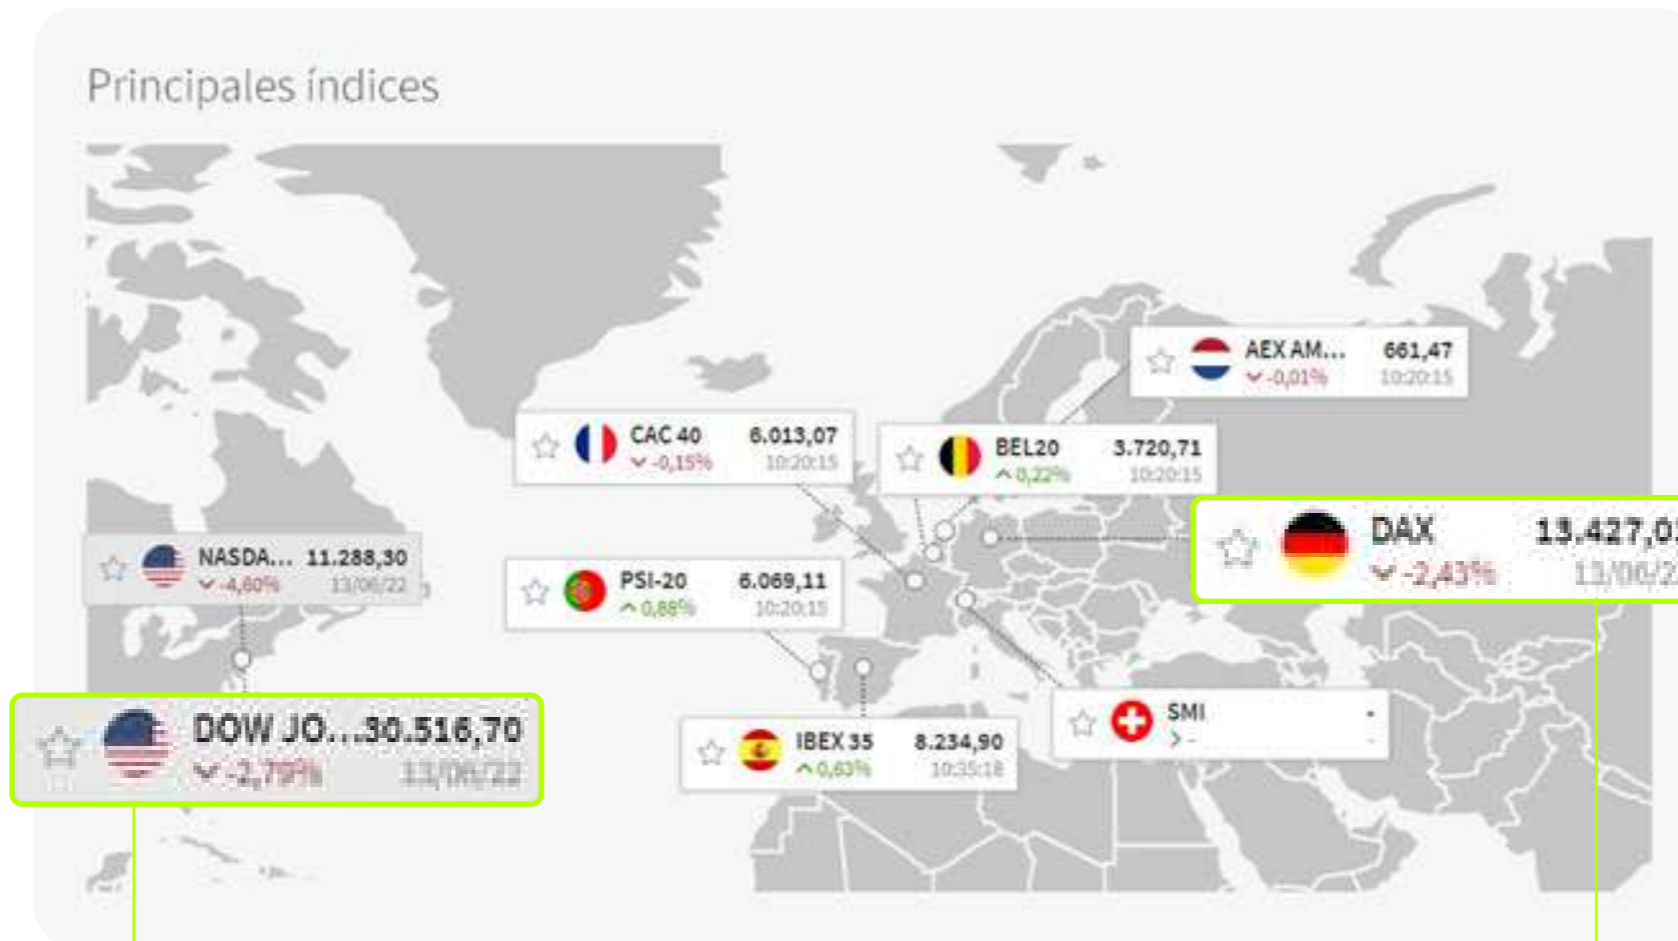 Principales índices
AEX AM... 661,47
-0,01% 10:20:15
CAC 40 6.013,07
-0,15% 10:20:15
BEL20 3.720,71
0,22% 10:20:15
DAX
-2,43%
NASDA... 11.288,30
-4,60% 13/06/22
PSI-20 6.069,11
0,88% 10:20:15
DOW JO...30.516,70
-2,79% 13/06/22
IBEX 35 8.234,90
0,63% 10:35:18
SMI -
- -